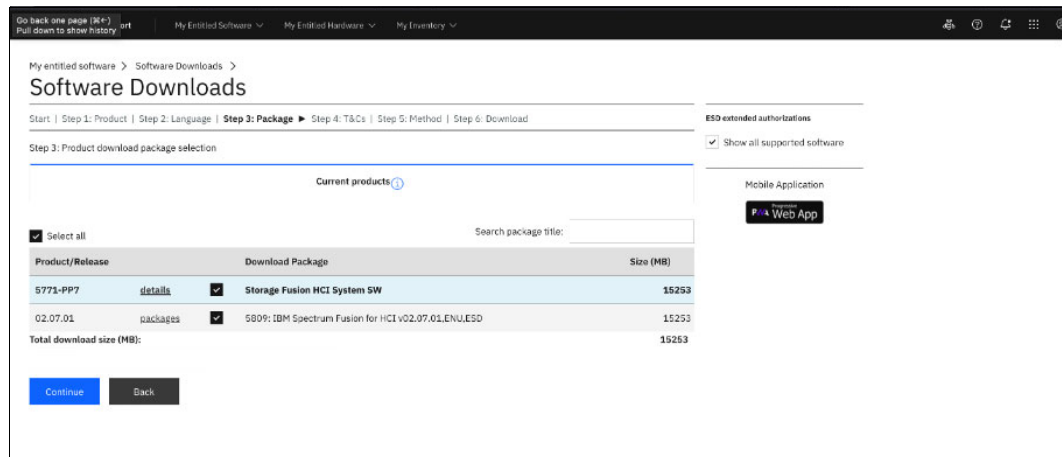 Go back one page (⌘←)
Pull down to show history
ort
My Entitled Software
My Entitled Hardware
My Inventory
My entitled software > Software Downloads >
Software Downloads
Start | Step 1: Product | Step 2: Language | Step 3: Package ► Step 4: T&Cs | Step 5: Method | Step 6: Download
Step 3: Product download package selection
Current products
Select all
Search package title:
Product/Release Download Package Size (MB)
5771-PP7 details Storage Fusion HCI System SW 15253
02.07.01 packages 5809: IBM Spectrum Fusion for HCI v02.07.01,ENU,ESD 15253
Total download size (MB): 15253
Continue
Back
ESD extended authorizations
Show all supported software
Mobile Application
PWA Progressive Web App